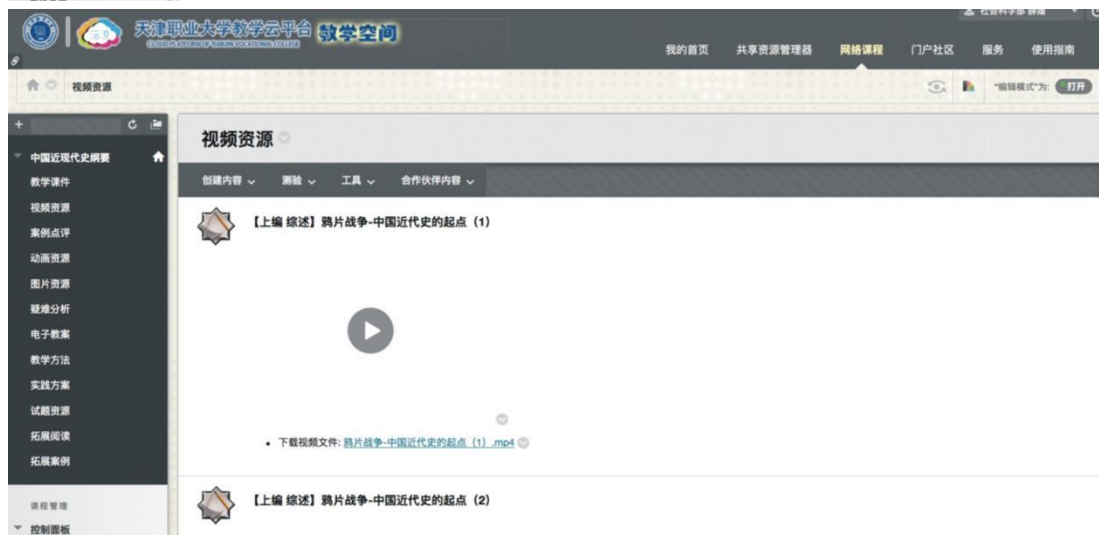 天津职业大学教学云平台 教学空间
CLOUD PLATFORM OF TIANJIN VOCATIONAL COLLEGE
我的首页 共享资源管理器 网络课程 门户社区 服务 使用指南
视频资源
"编辑模式"为: 打开
中国近现代史纲要
教学课件
视频资源
案例点评
动画资源
图片资源
疑难分析
电子教案
教学方法
实践方案
试题资源
拓展阅读
拓展案例
课程管理
控制面板
视频资源
创建内容 测验 工具 合作伙伴内容
【上编 综述】鸦片战争-中国近代史的起点（1）
下载视频文件: 鸦片战争-中国近代史的起点（1）.mp4
【上编 综述】鸦片战争-中国近代史的起点（2）